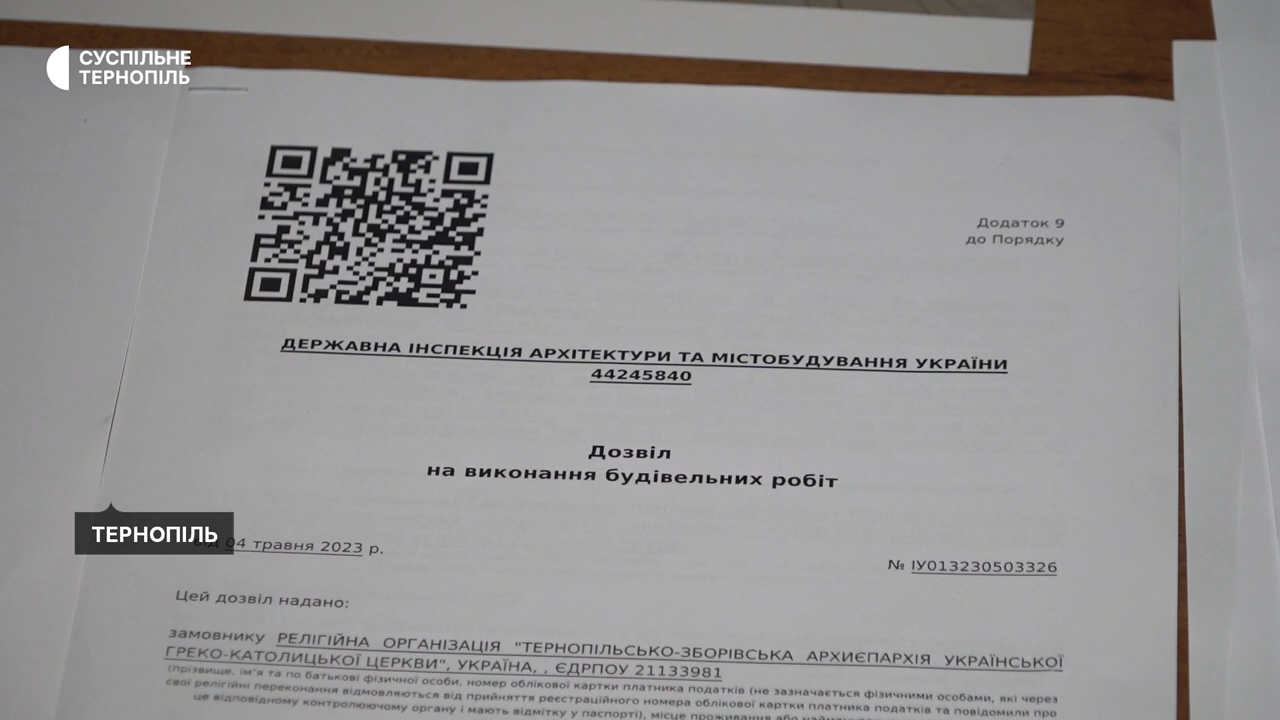 СУСПІЛЬНЕ
ТЕРНОПІЛЬ
Додаток 9
до Порядку
ДЕРЖАВНА ІНСПЕКЦІЯ АРХІТЕКТУРИ ТА МІСТОБУДУВАННЯ УКРАЇНИ
44245840
Дозвіл
на виконання будівельних робіт
ТЕРНОПІЛЬ
04 травня 2023 р.
№ ІУ013230503326
Цей дозвіл надано:
замовнику РЕЛІГІЙНА ОРГАНІЗАЦІЯ "ТЕРНОПІЛЬСЬКО-ЗБОРІВСЬКА АРХИЄПАРХІЯ УКРАЇНСЬКОЇ
ГРЕКО-КАТОЛИЦЬКОЇ ЦЕРКВИ", УКРАЇНА, , ЄДРПОУ 21133981
(прізвище, ім'я та по батькові фізичної особи, номер облікової картки платника податків (не зазначається фізичними особами, які через
свої релігійні переконання відмовляються від прийняття реєстраційного номера облікової картки платника податків та повідомили про
це відповідному контролюючому органу і мають відмітку у паспорті), місце проживання або